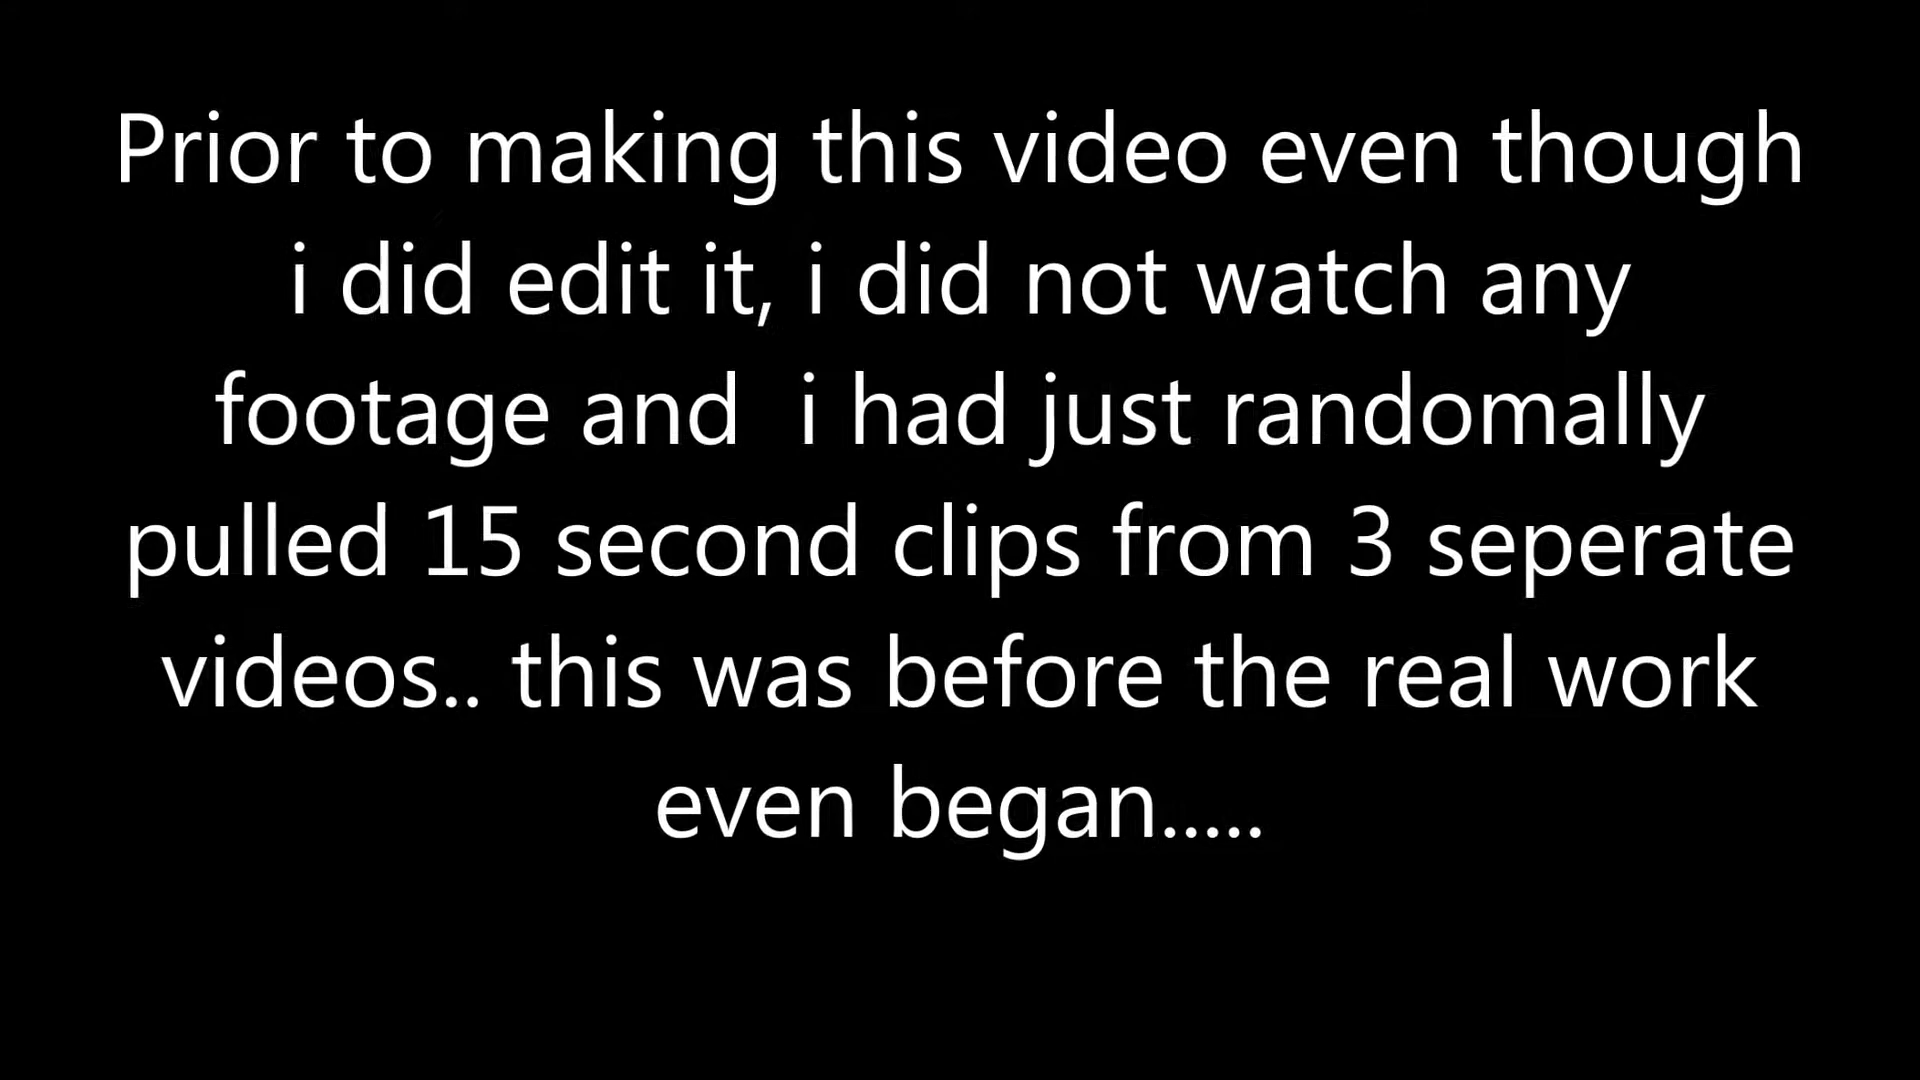 Prior to making this video even though
i did edit it, i did not watch any
footage and  i had just randomally
pulled 15 second clips from 3 seperate
videos.. this was before the real work
even began.....